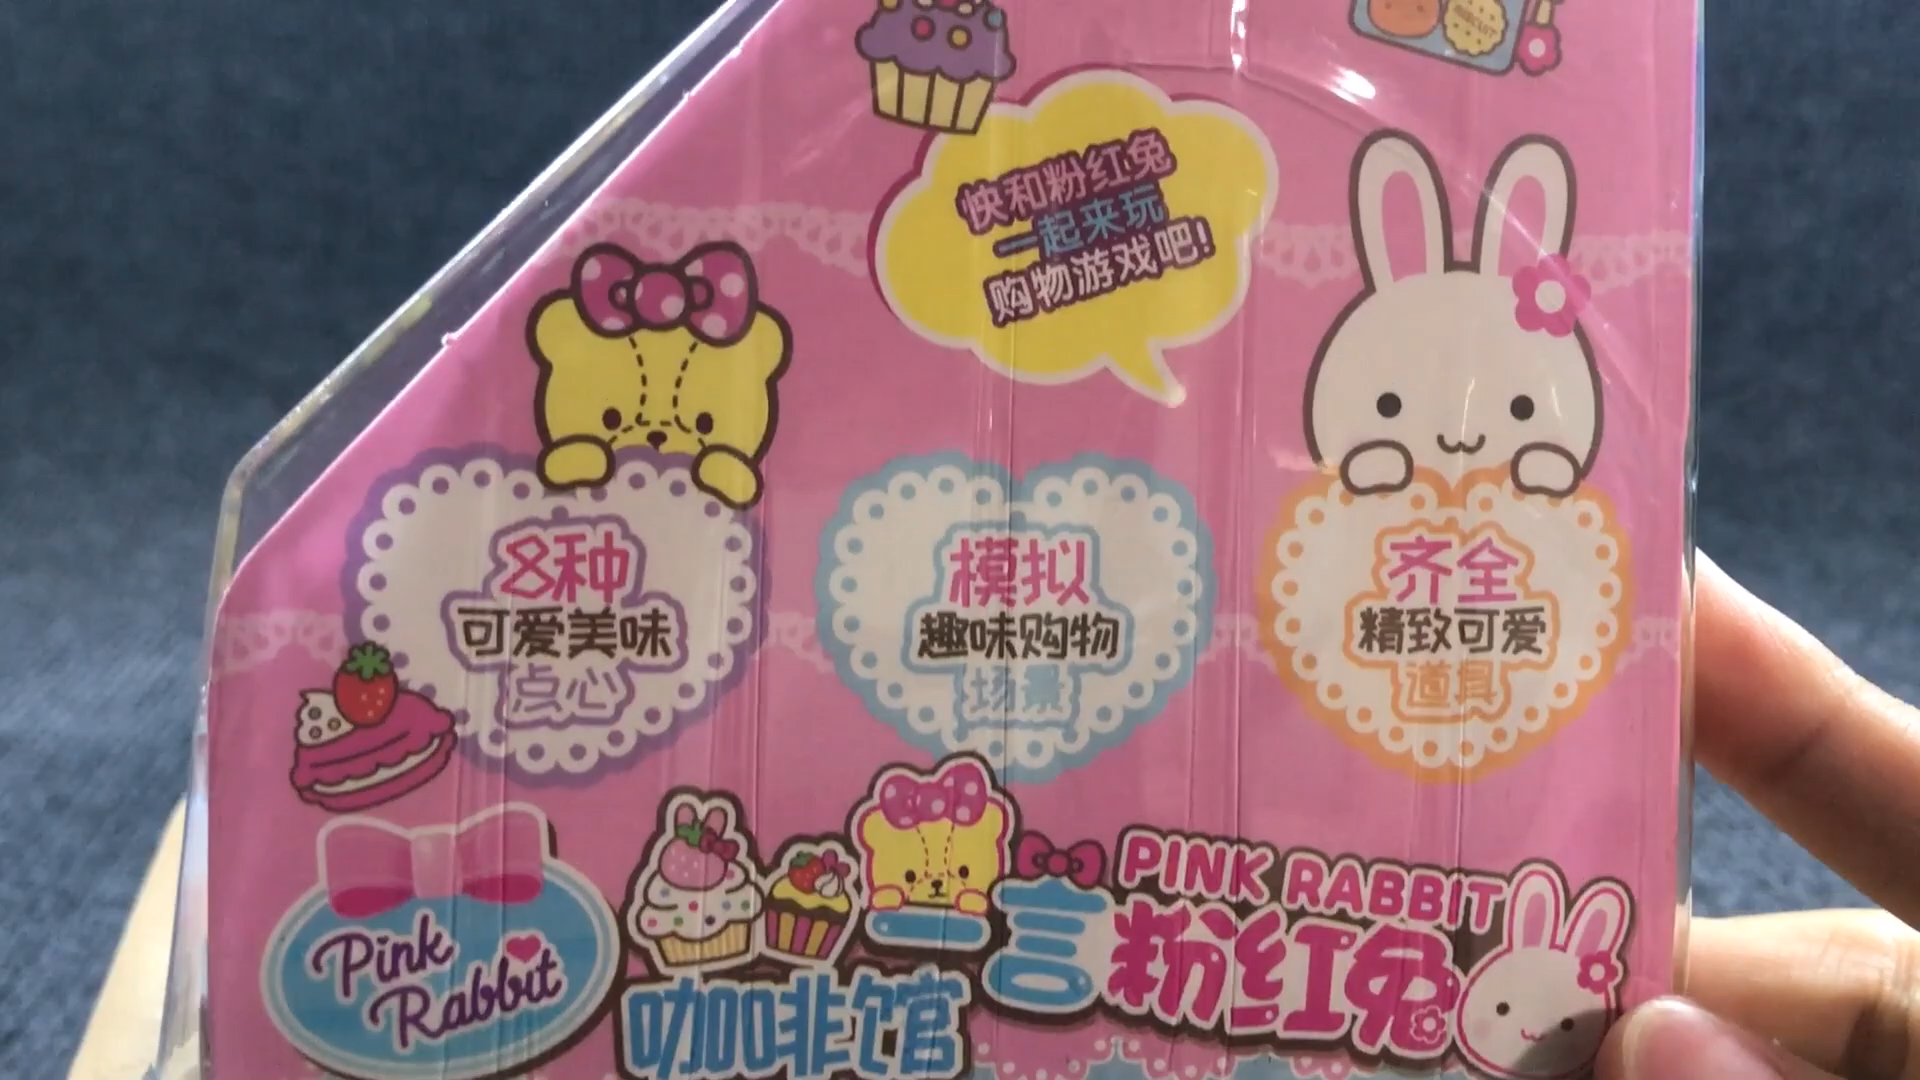 BISCUIT
快和粉红兔
一起来玩
购物游戏吧!
8种
可爱美味
点心
模拟
趣味购物
场景
齐全
精致可爱
道具
Pink
Rabbit
一言
咖啡馆
PINK RABBIT
粉红兔